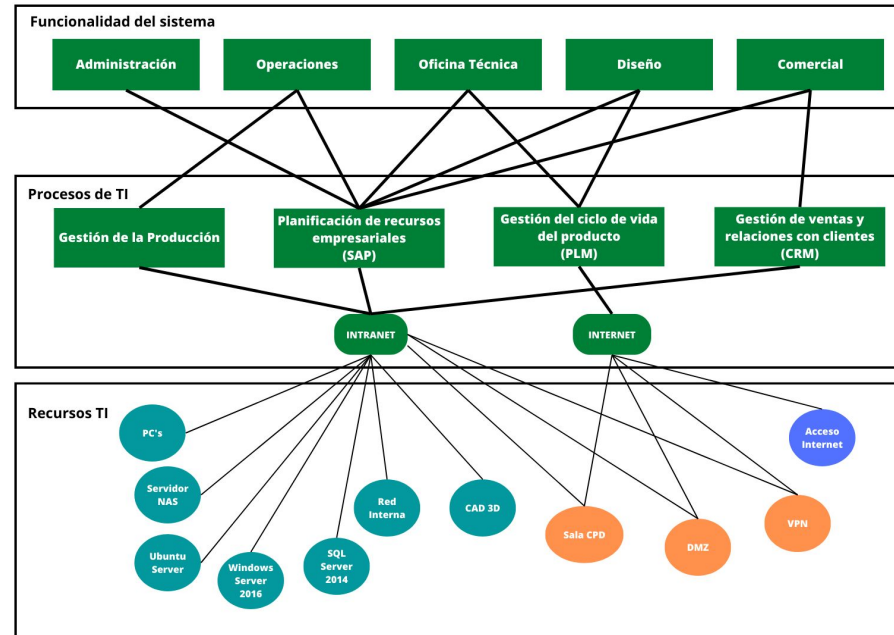 Funcionalidad del sistema
Administración
Operaciones
Oficina Técnica
Diseño
Comercial
Procesos de TI
Gestión de la Producción
Planificación de recursos
empresariales
(SAP)
Gestión del ciclo de vida
del producto
(PLM)
Gestión de ventas y
relaciones con clientes
(CRM)
INTRANET
INTERNET
Recursos TI
PC's
Servidor
NAS
Ubuntu
Server
Windows
Server
2016
SQL
Server
2014
Red
Interna
CAD 3D
Sala CPD
DMZ
VPN
Acceso
Internet